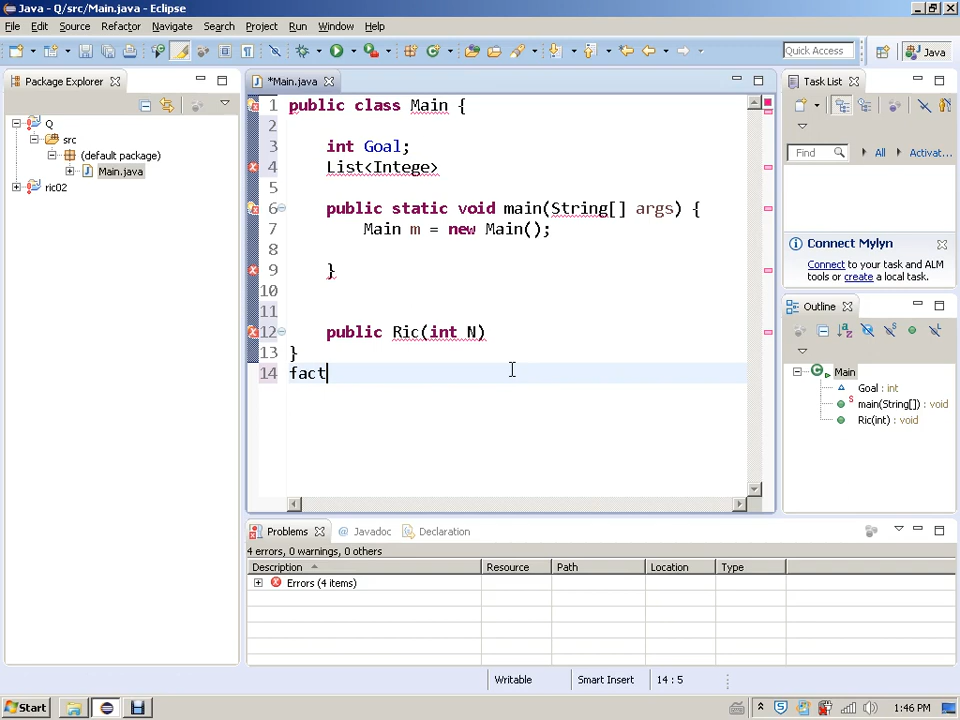 Java - Q/src/Main.java - Eclipse
File Edit Source Refactor Navigate Search Project Run Window Help
Quick Access
Java
Package Explorer
Q
src
(default package)
Main.java
ric02
*Main.java
1 public class Main {
2
3 int Goal;
4 List<Intege>
5
6 public static void main(String[] args) {
7 Main m = new Main();
8
9 }
10
11
12 public Ric(int N)
13 }
14 fact
Task List
Find
All
Activat...
Connect Mylyn
Connect to your task and ALM
tools or create a local task.
Outline
Main
Goal : int
main(String[]) : void
Ric(int) : void
Problems @ Javadoc Declaration
4 errors, 0 warnings, 0 others
Description Resource Path Location Type
Errors (4 items)
Writable
Smart Insert
14 : 5
Start
1:46 PM